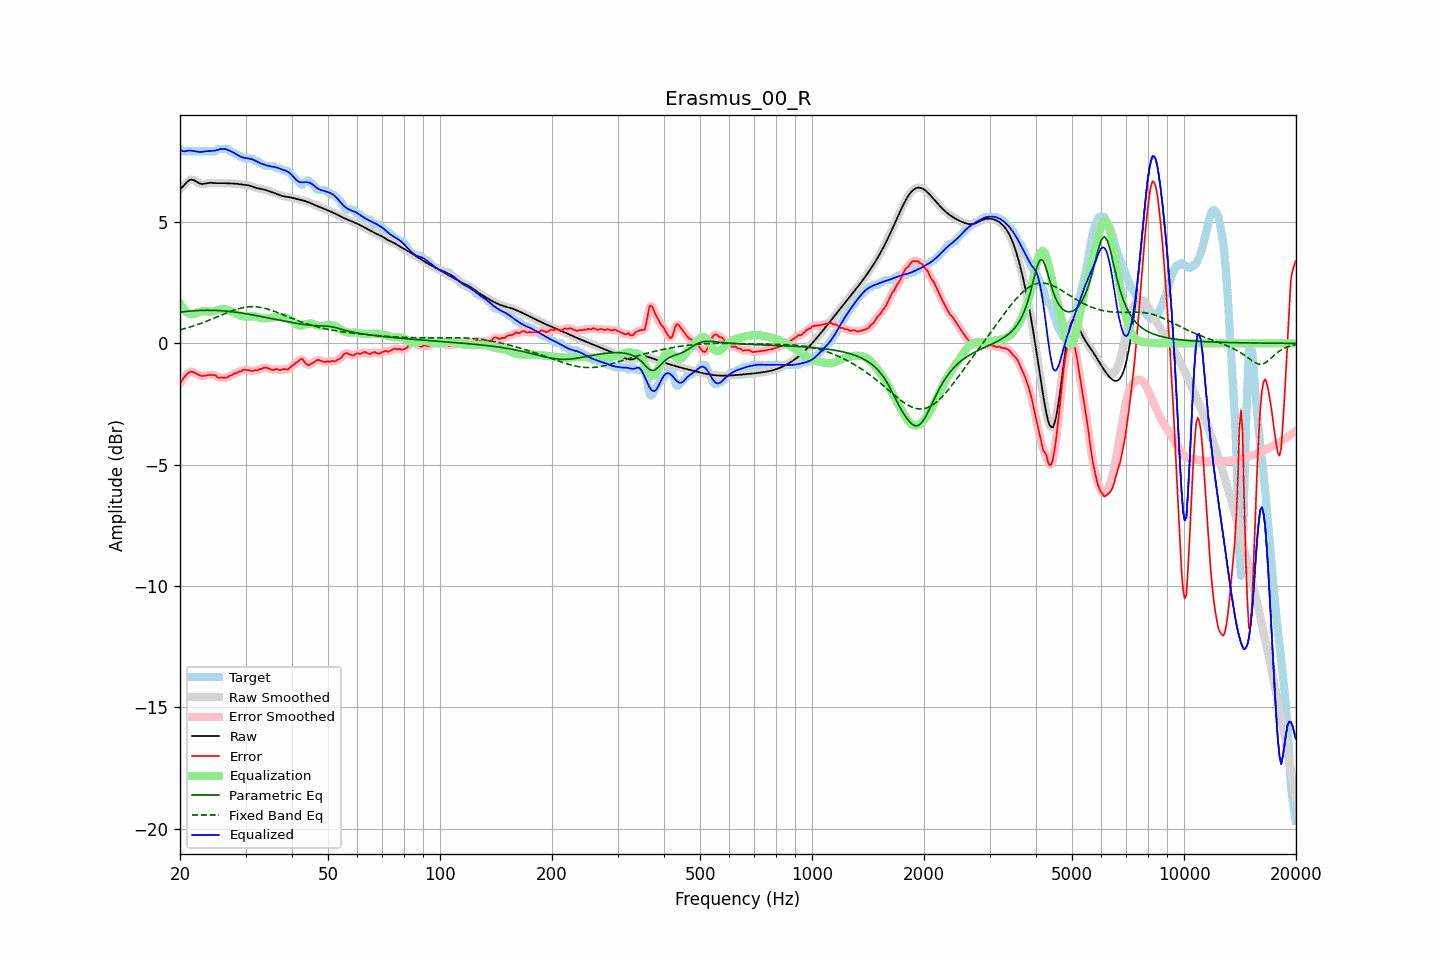 Erasmus_00_R
Amplitude (dBr)
5
0
−5
−10
−15
−20
Target
Raw Smoothed
Error Smoothed
Raw
Error
Equalization
Parametric Eq
Fixed Band Eq
Equalized
20 50 100 200 500 1000 2000 5000 10000 20000
Frequency (Hz)